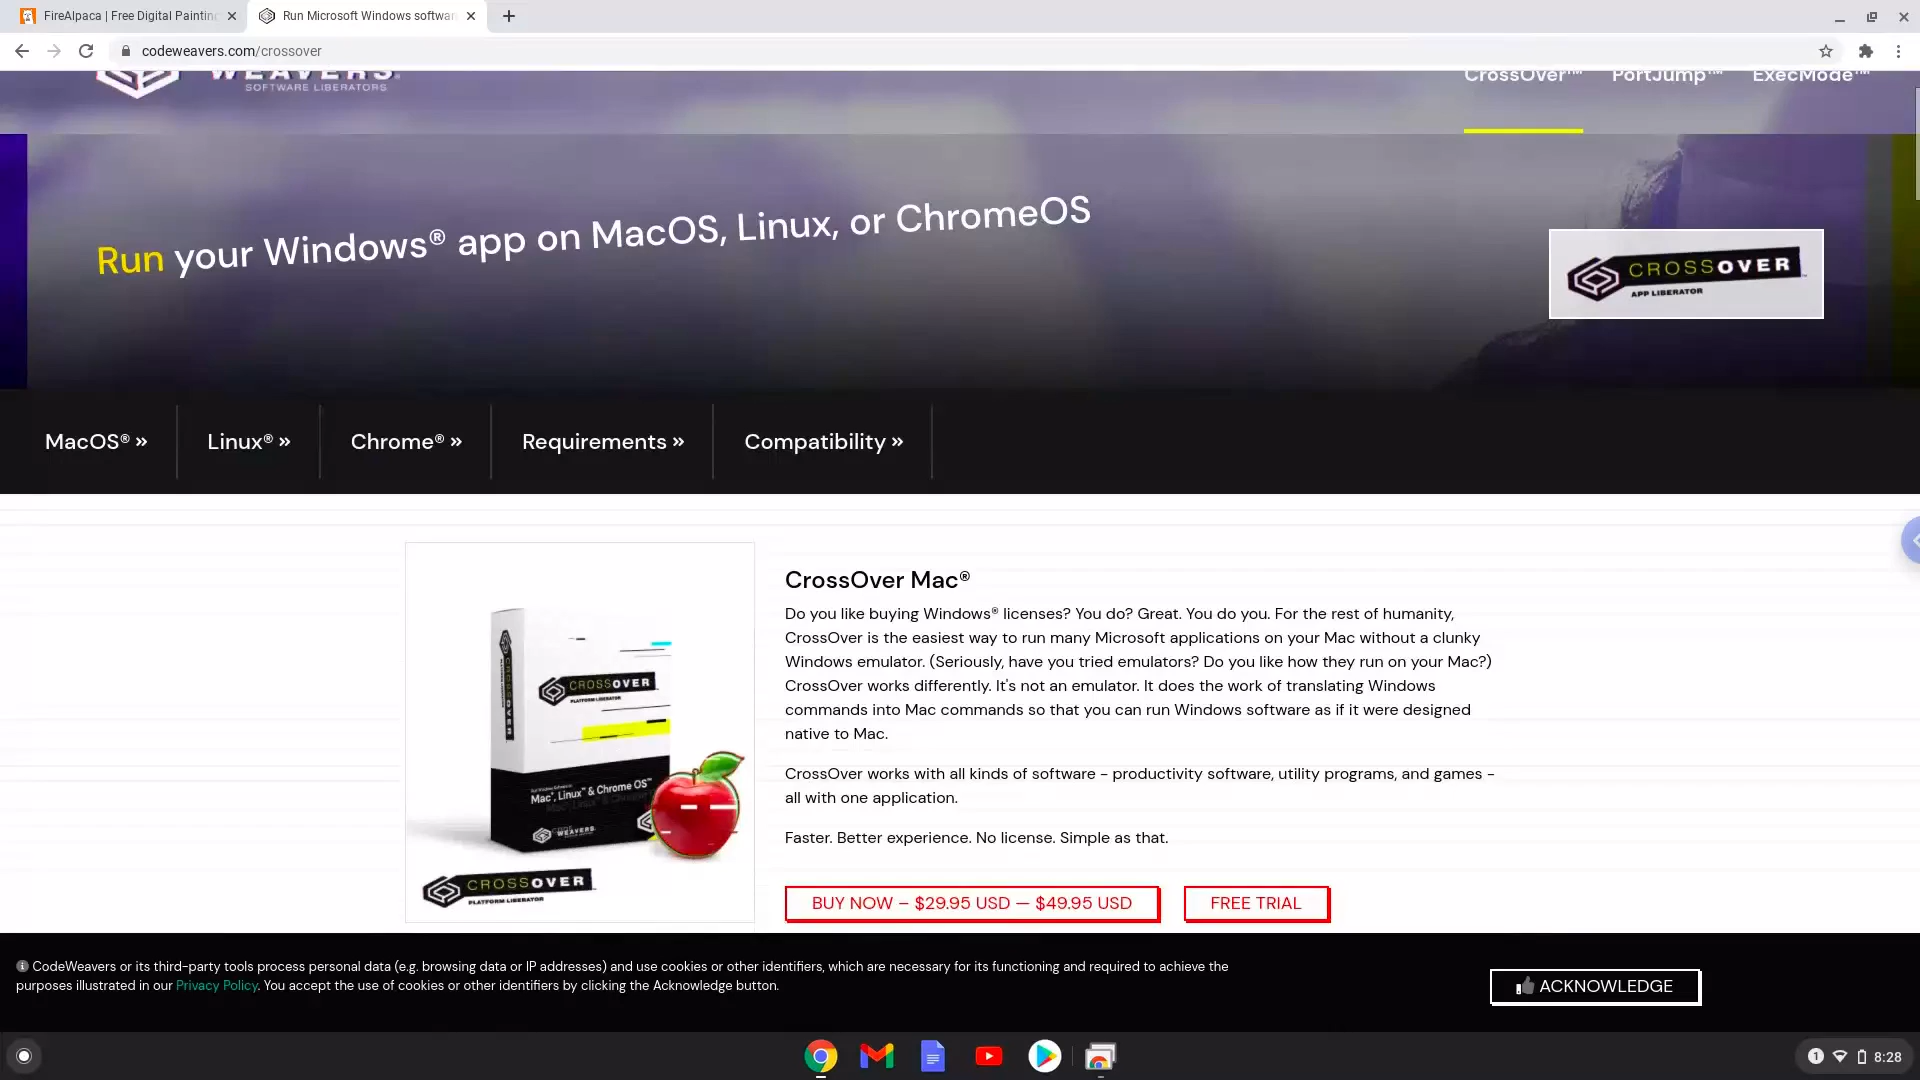 FireAlpaca | Free Digital Painting
Run Microsoft Windows software
codeweavers.com/crossover
WEAVERS
SOFTWARE LIBERATORS
CrossOver™ PortJump™ ExecMode™
Run your Windows® app on MacOS, Linux, or ChromeOS
CROSSOVER
APP LIBERATOR
MacOS® » Linux® » Chrome® » Requirements » Compatibility »
CrossOver Mac®
Do you like buying Windows® licenses? You do? Great. You do you. For the rest of humanity,
CrossOver is the easiest way to run many Microsoft applications on your Mac without a clunky
Windows emulator. (Seriously, have you tried emulators? Do you like how they run on your Mac?)
CrossOver works differently. It's not an emulator. It does the work of translating Windows
commands into Mac commands so that you can run Windows software as if it were designed
native to Mac.
CrossOver works with all kinds of software - productivity software, utility programs, and games -
all with one application.
Faster. Better experience. No license. Simple as that.
CROSSOVER
CROSSOVER
PLATFORM LIBERATOR
Mac, Linux™ & Chrome OS™
WEAVERS
CROSSOVER
PLATFORM LIBERATOR
BUY NOW – $29.95 USD — $49.95 USD FREE TRIAL
CodeWeavers or its third-party tools process personal data (e.g. browsing data or IP addresses) and use cookies or other identifiers, which are necessary for its functioning and required to achieve the
purposes illustrated in our Privacy Policy. You accept the use of cookies or other identifiers by clicking the Acknowledge button.
ACKNOWLEDGE
1 8:28